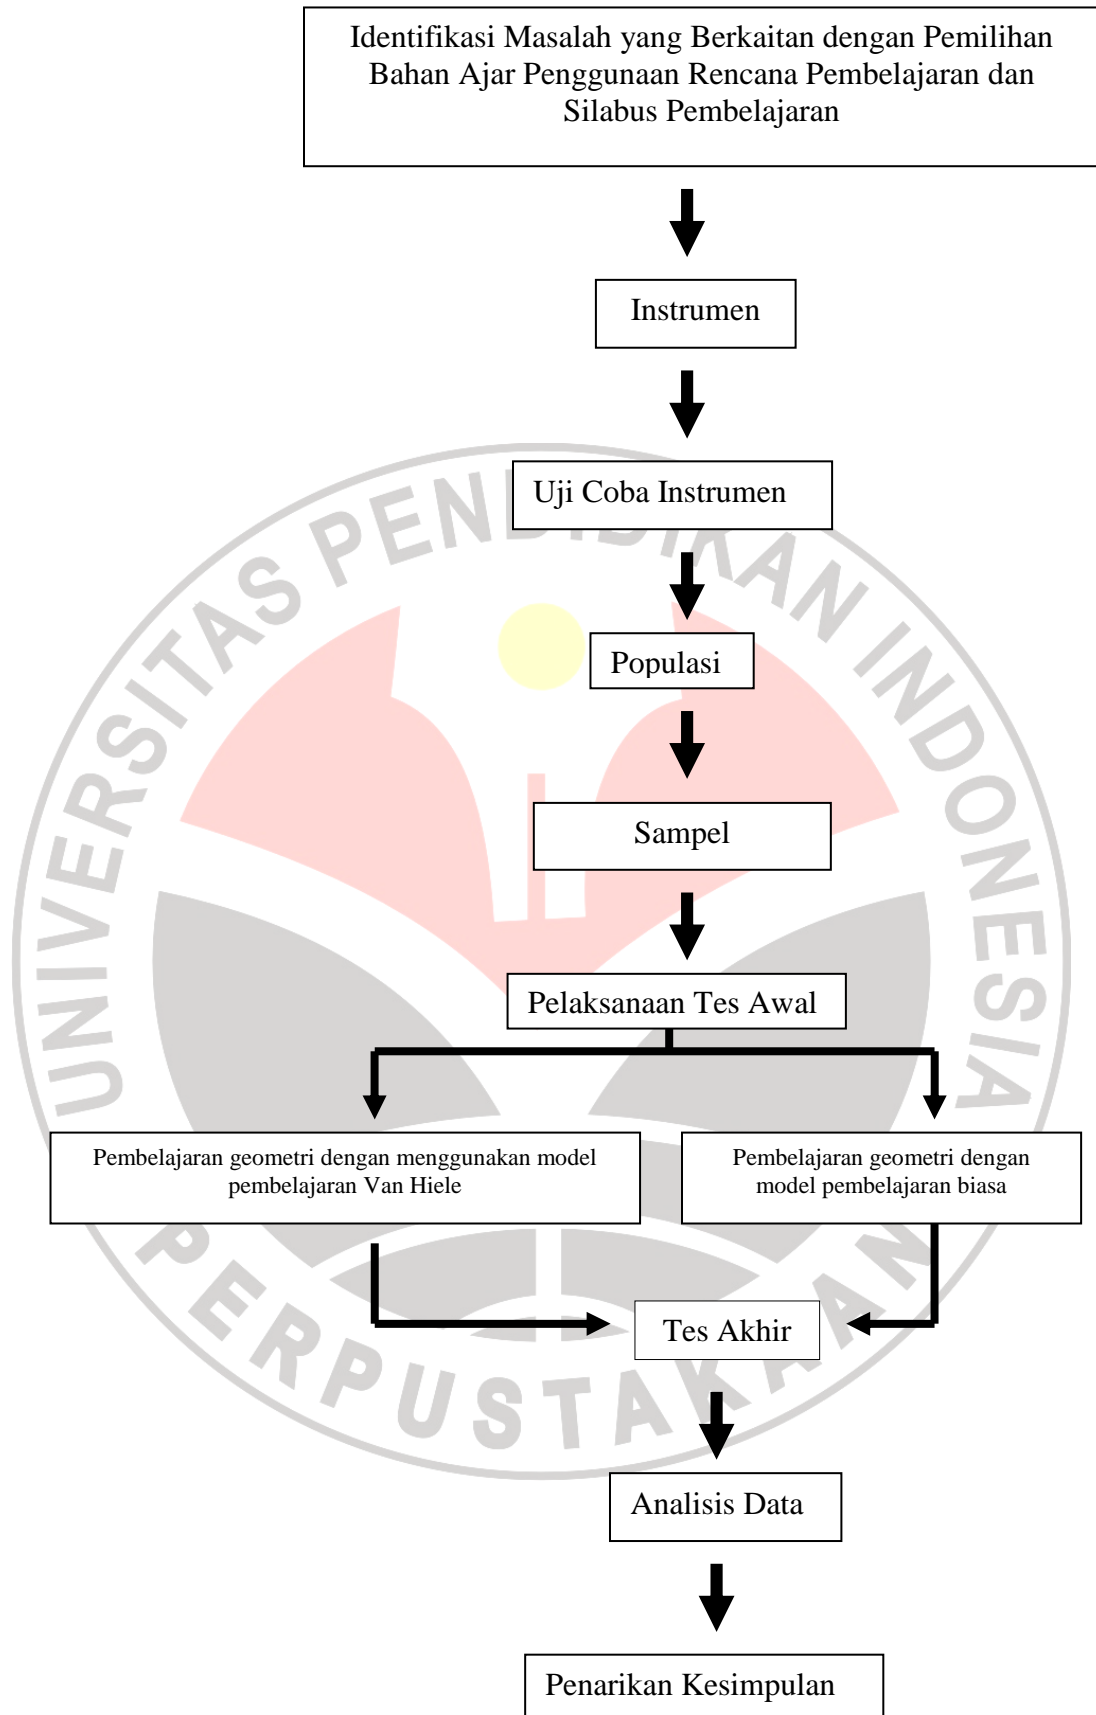 Identifikasi Masalah yang Berkaitan dengan Pemilihan
Bahan Ajar Penggunaan Rencana Pembelajaran dan
Silabus Pembelajaran
Instrumen
Uji Coba Instrumen
Populasi
Sampel
Pelaksanaan Tes Awal
Pembelajaran geometri dengan menggunakan model
pembelajaran Van Hiele
Pembelajaran geometri dengan
model pembelajaran biasa
Tes Akhir
Analisis Data
Penarikan Kesimpulan
UNIVERSITAS PENDIDIKAN INDONESIA
PERPUSTAKAAN